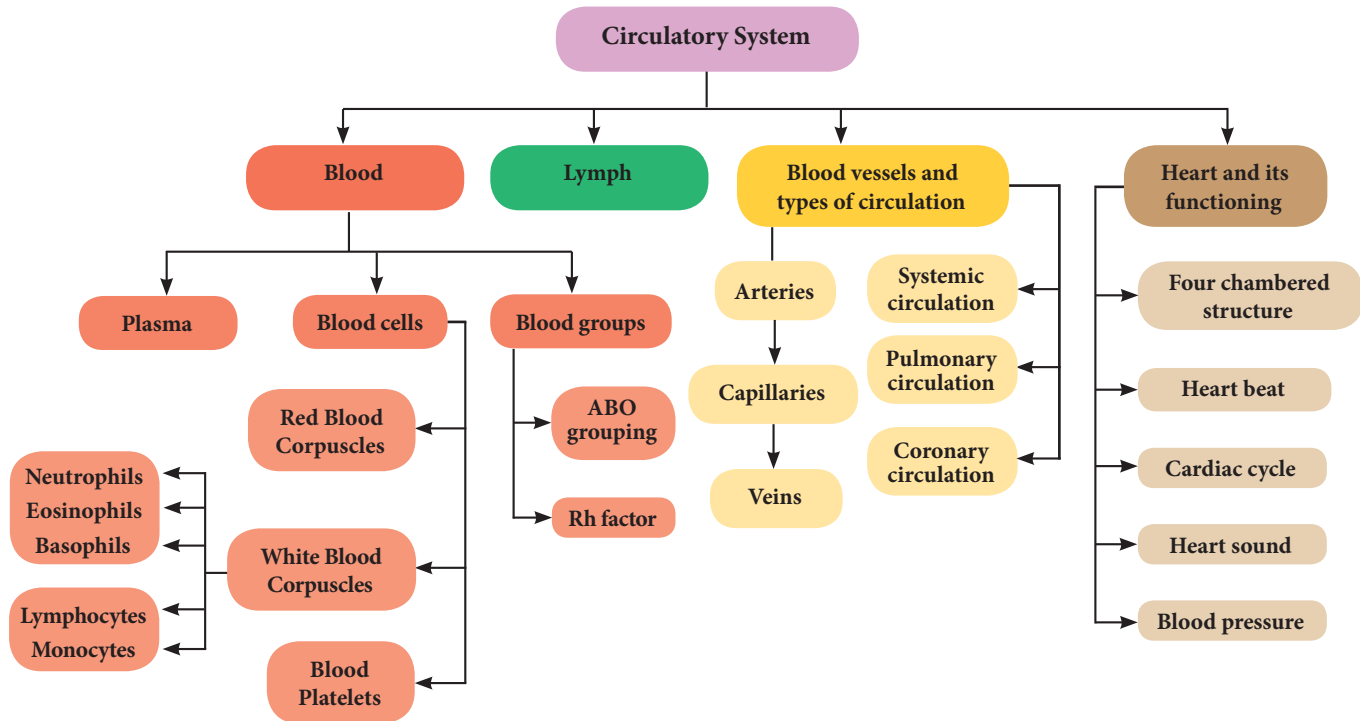 Circulatory System
Blood
Lymph
Blood vessels and
types of circulation
Heart and its
functioning
Plasma
Blood cells
Blood groups
Red Blood
Corpuscles
White Blood
Corpuscles
Blood
Platelets
Neutrophils
Eosinophils
Basophils
Lymphocytes
Monocytes
ABO
grouping
Rh factor
Arteries
Capillaries
Veins
Systemic
circulation
Pulmonary
circulation
Coronary
circulation
Four chambered
structure
Heart beat
Cardiac cycle
Heart sound
Blood pressure